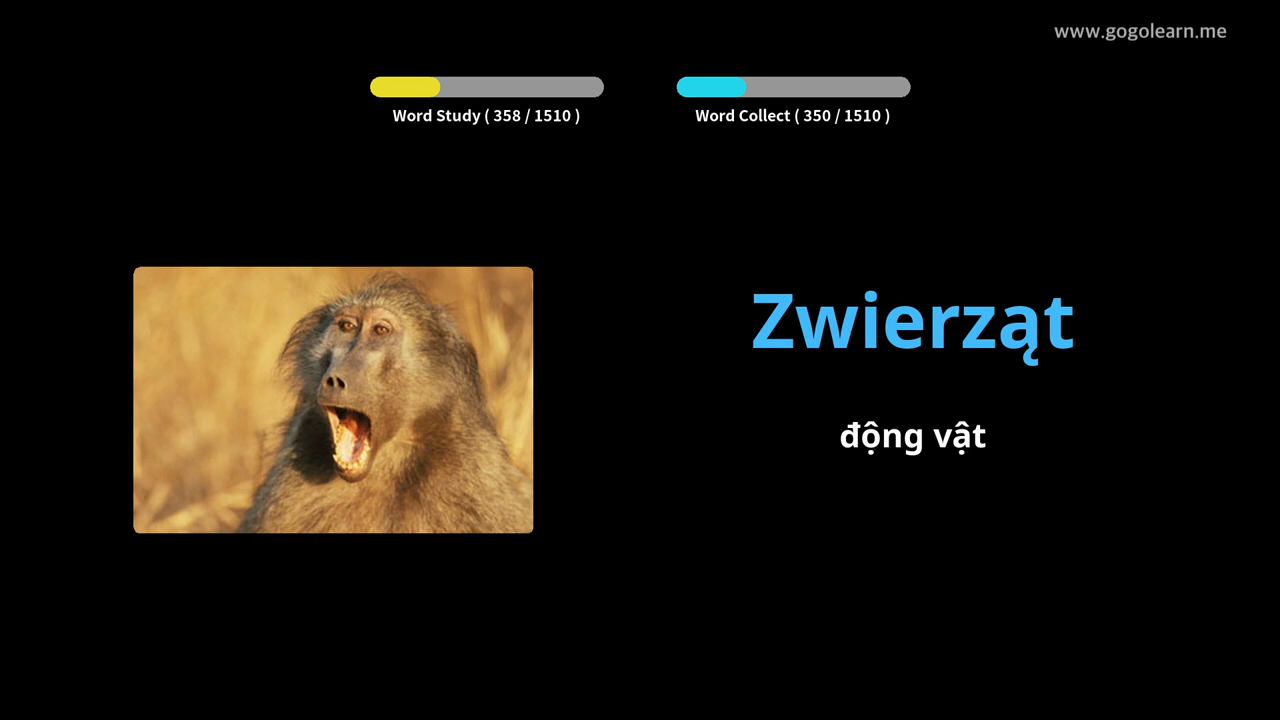 www.gogolearn.me
Word Study ( 358 / 1510 )
Word Collect ( 350 / 1510 )
Zwierząt
động vật